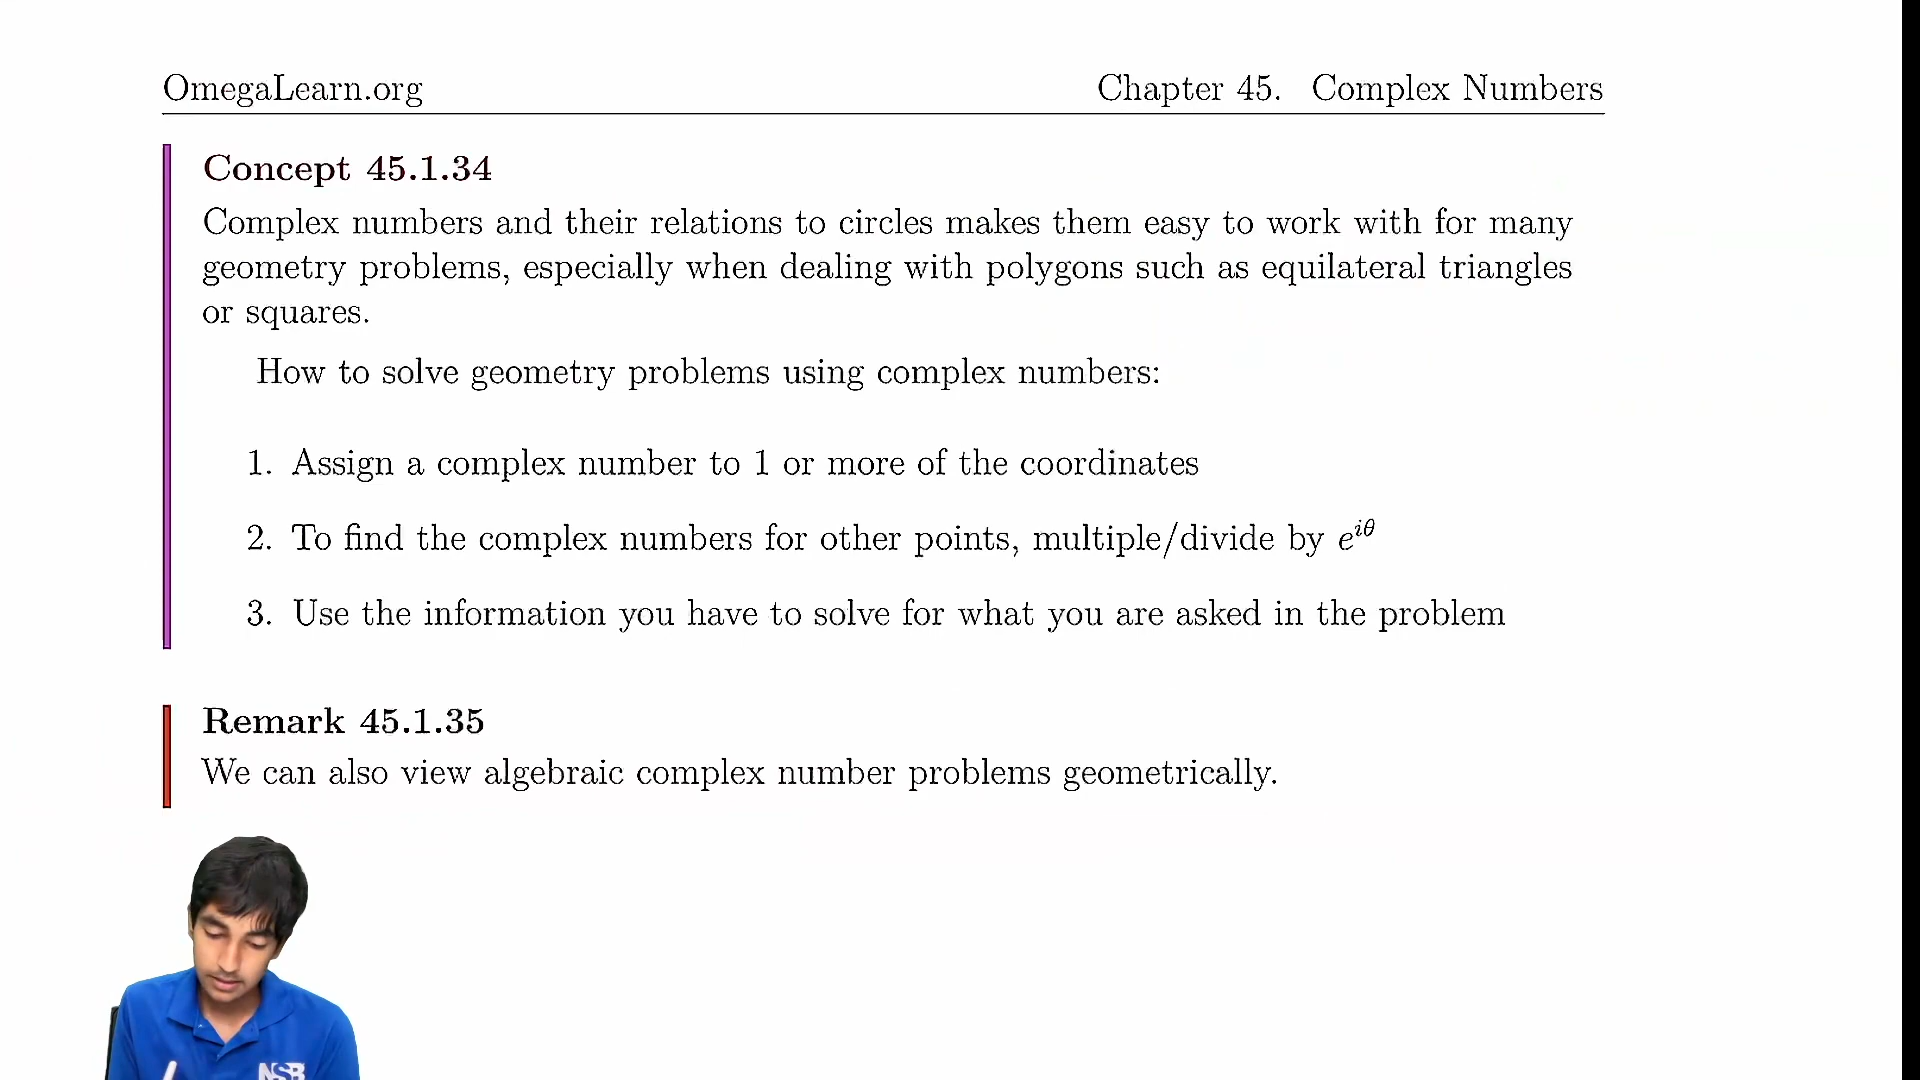 OmegaLearn.org
Chapter 45. Complex Numbers
Concept 45.1.34
Complex numbers and their relations to circles makes them easy to work with for many
geometry problems, especially when dealing with polygons such as equilateral triangles
or squares.
How to solve geometry problems using complex numbers:
1. Assign a complex number to 1 or more of the coordinates
2. To find the complex numbers for other points, multiple/divide by $e^{i\theta}$
3. Use the information you have to solve for what you are asked in the problem
Remark 45.1.35
We can also view algebraic complex number problems geometrically.
NSB